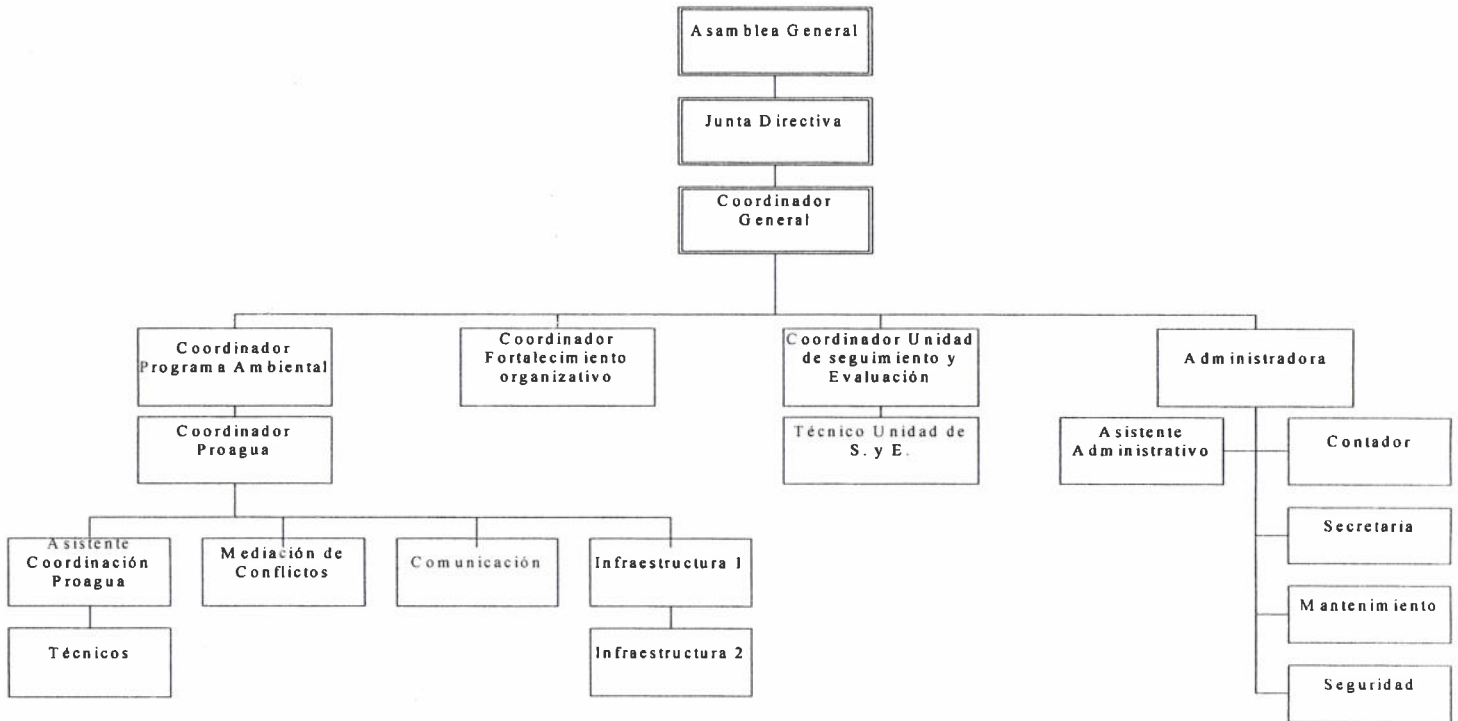 Asamblea General
Junta Directiva
Coordinador
General
Coordinador
Programa Ambiental
Coordinador
Fortalecimiento
organizativo
Coordinador Unidad
de seguimiento y
Evaluación
Administradora
Coordinador
Proagua
Técnico Unidad de
S. y E.
Asistente
Administrativo
Contador
Secretaria
Mantenimiento
Seguridad
Asistente
Coordinación
Proagua
Mediación de
Conflictos
Comunicación
Infraestructura 1
Técnicos
Infraestructura 2